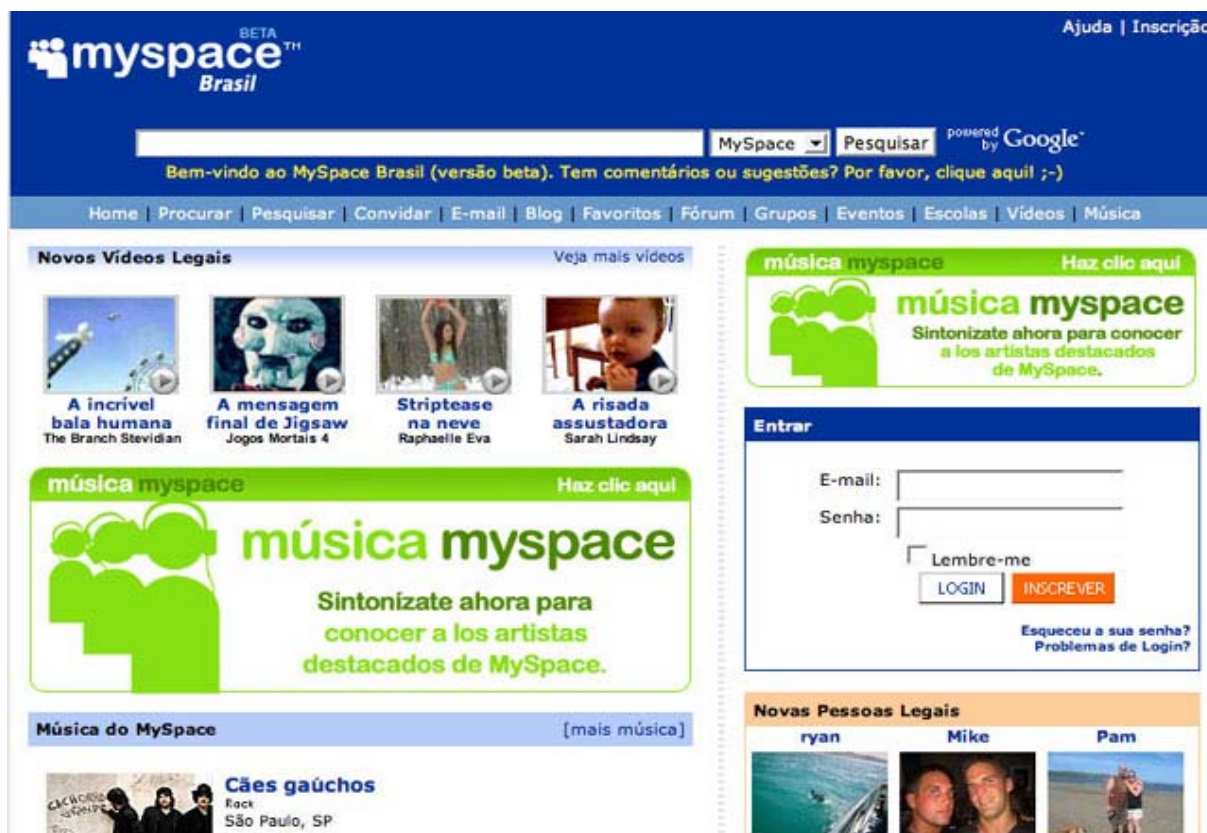 BETA
myspace™
Brasil
Ajuda | Inscrição
MySpace Pesquisar powered by Google
Bem-vindo ao MySpace Brasil (versão beta). Tem comentários ou sugestões? Por favor, clique aqui! ;-)
Home | Procurar | Pesquisar | Convidar | E-mail | Blog | Favoritos | Fórum | Grupos | Eventos | Escolas | Vídeos | Música
Novos Vídeos Legais Veja mais vídeos
A incrível
bala humana
The Branch Stevidian
A mensagem
final de Jigsaw
Jogos Mortais 4
Striptease
na neve
Raphaelle Eva
A risada
assustadora
Sarah Lindsay
música myspace Haz clic aquí
música myspace
Sintonízate ahora para
conocer a los artistas
destacados de MySpace.
Música do MySpace [mais música]
CACHORRO
GRANDE
Cães gaúchos
Rock
São Paulo, SP
música myspace Haz clic aquí
música myspace
Sintonízate ahora para conocer
a los artistas destacados
de MySpace.
Entrar
E-mail:
Senha:
Lembre-me
LOGIN INSCREVER
Esqueceu a sua senha?
Problemas de Login?
Novas Pessoas Legais
ryan Mike Pam